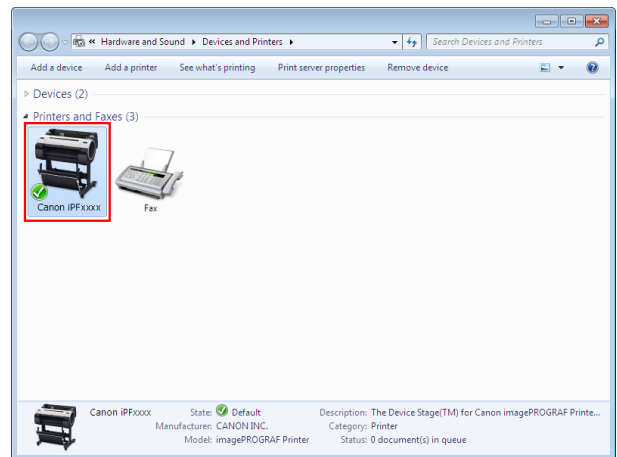 « Hardware and Sound ▸ Devices and Printers ▸ Search Devices and Printers
Add a device Add a printer See what's printing Print server properties Remove device
Devices (2)
Printers and Faxes (3)
Canon iPFxxxx Fax
Canon iPFxxxx State: Default Description: The Device Stage(TM) for Canon imagePROGRAF Printe...
Manufacturer: CANON INC. Category: Printer
Model: imagePROGRAF Printer Status: 0 document(s) in queue